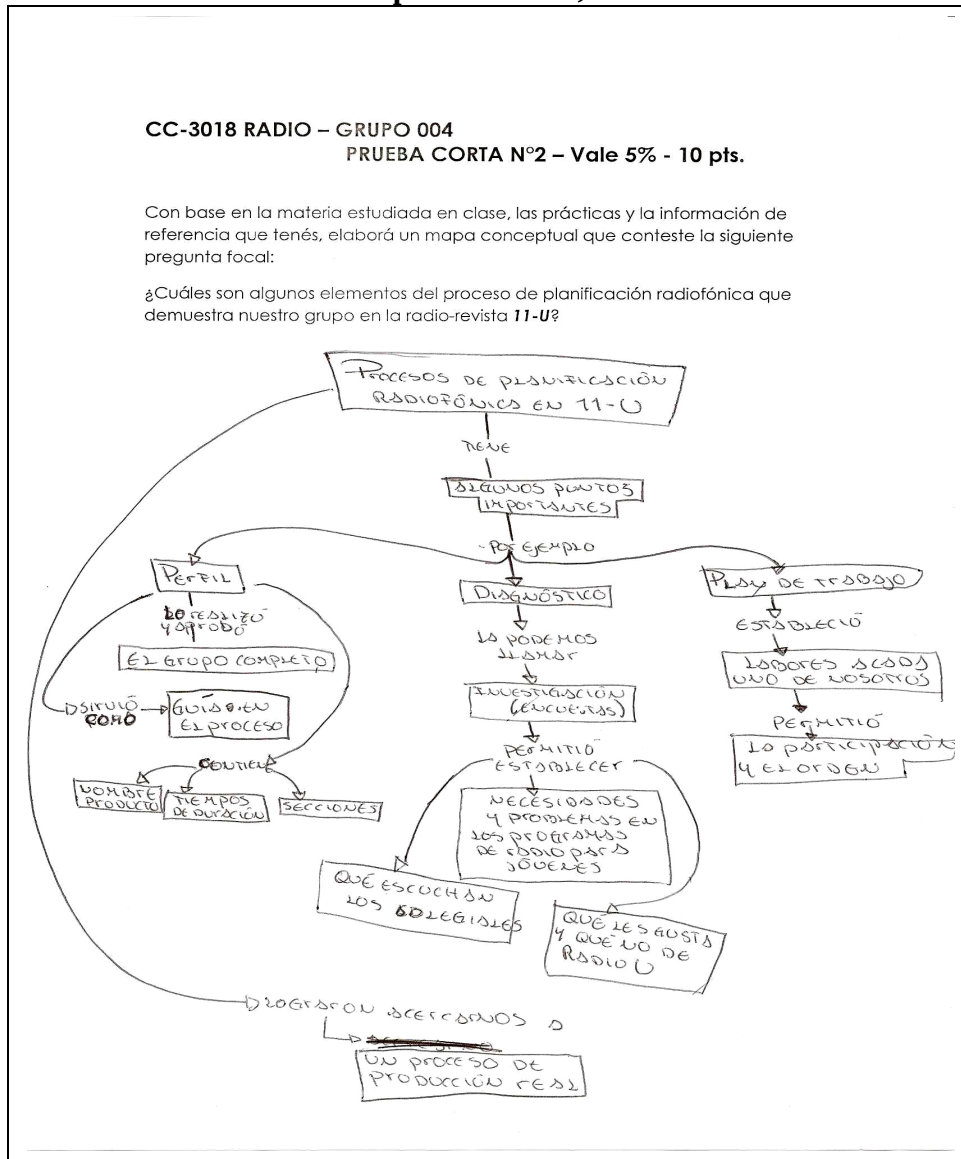 CC-3018 RADIO – GRUPO 004
PRUEBA CORTA N°2 – Vale 5% - 10 pts.
Con base en la materia estudiada en clase, las prácticas y la información de
referencia que tenés, elaborá un mapa conceptual que conteste la siguiente
pregunta focal:
¿Cuáles son algunos elementos del proceso de planificación radiofónica que
demuestra nuestro grupo en la radio-revista 11-U?
PROCESOS DE PLANIFICACIÓN
RADIOFÓNICA EN 11-U
TIENE
ALGUNOS PUNTOS
IMPORTANTES
POR EJEMPLO
PERFIL
LO REALIZÓ
Y APROBÓ
EL GRUPO COMPLETO
SIRVIÓ
COMO
GUÍA EN
EL PROCESO
CONTIENE
NOMBRE
PRODUCTO
TIEMPOS
DE DURACIÓN
SECCIONES
DIAGNÓSTICO
LA PODEMOS
LLAMAR
INVESTIGACIÓN
(ENCUESTAS)
PERMITIÓ
ESTABLECER
NECESIDADES
Y PROBLEMAS EN
LOS PROGRAMAS
DE RADIO PARA
JÓVENES
QUÉ ESCUCHAN
LOS COLEGIALES
QUÉ LES GUSTA
Y QUÉ NO DE
RADIO U
PLAN DE TRABAJO
ESTABLECIÓ
LABORES A CADA
UNO DE NOSOTROS
PERMITIÓ
LA PARTICIPACIÓN
Y EL ORDEN
LOGRARON ACERCARNOS A
UN PROCESO DE
PRODUCCIÓN REAL